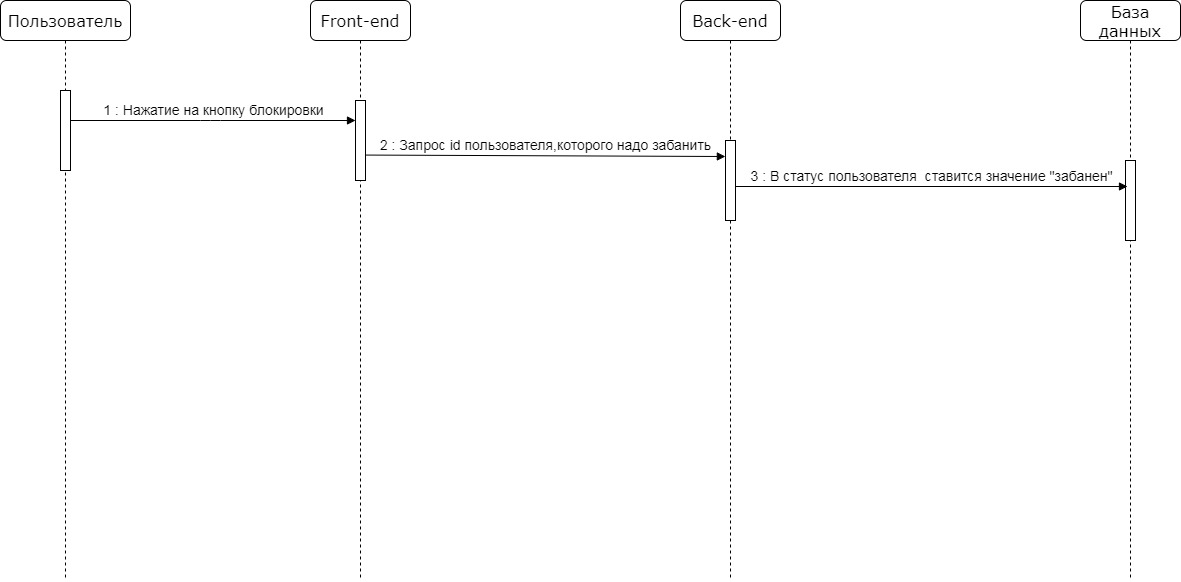 Пользователь
Front-end
Back-end
База
данных
1 : Нажатие на кнопку блокировки
2 : Запрос id пользователя,которого надо забанить
3 : В статус пользователя  ставится значение "забанен"